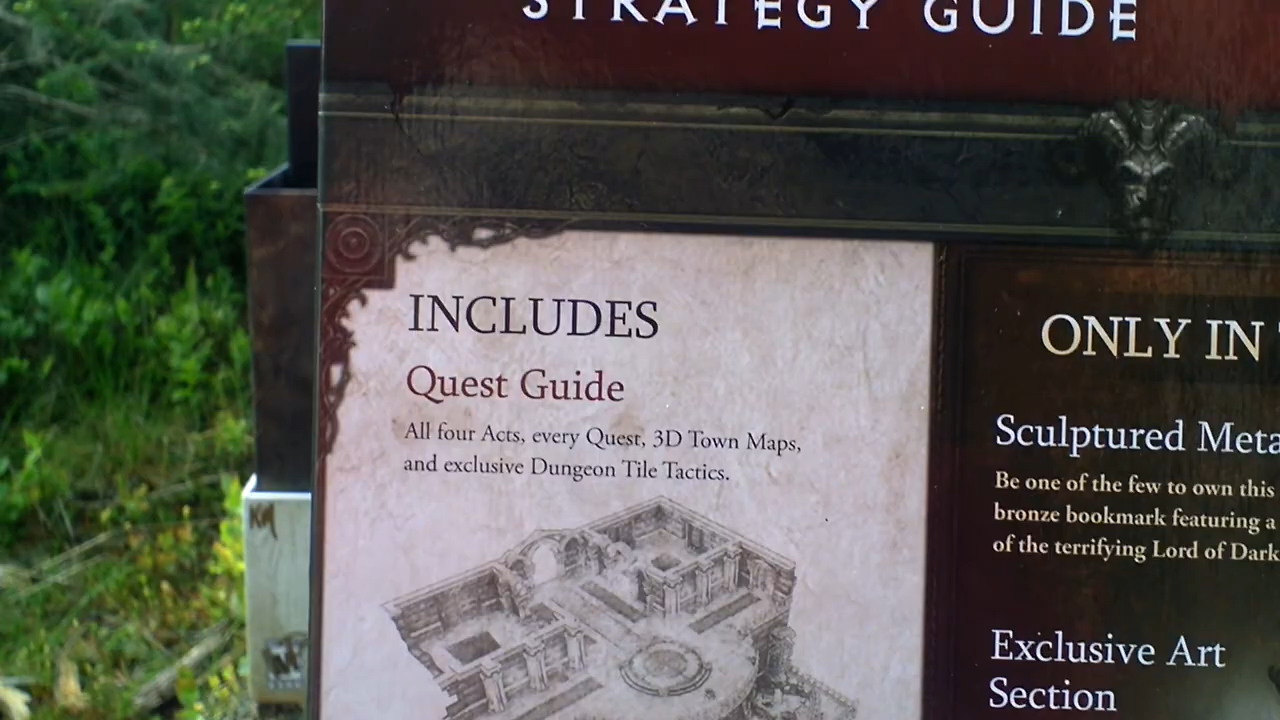 STRATEGY GUIDE
INCLUDES
Quest Guide
All four Acts, every Quest, 3D Town Maps,
and exclusive Dungeon Tile Tactics.
ONLY IN
Sculptured Meta
Be one of the few to own this
bronze bookmark featuring a
of the terrifying Lord of Dark
Exclusive Art
Section